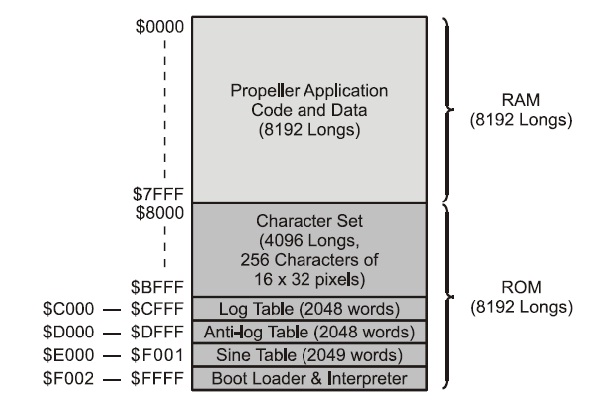 $0000
Propeller Application
Code and Data
(8192 Longs)
RAM
(8192 Longs)
$7FFF
$8000
Character Set
(4096 Longs,
256 Characters of
16 x 32 pixels)
$BFFF
ROM
(8192 Longs)
$C000 — $CFFF Log Table (2048 words)
$D000 — $DFFF Anti-log Table (2048 words)
$E000 — $F001 Sine Table (2049 words)
$F002 — $FFFF Boot Loader & Interpreter